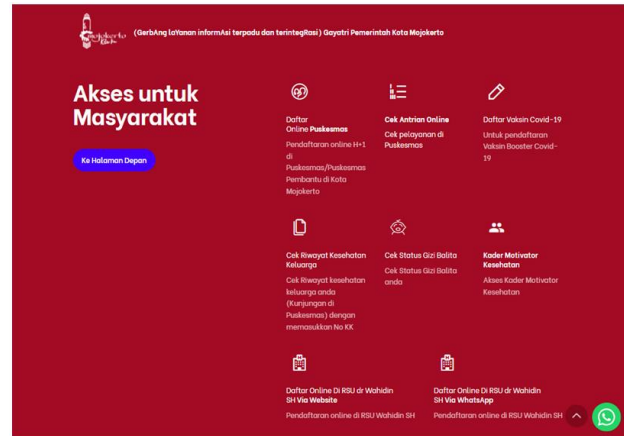 mojokerto
(GerbAng laYanan informAsi terpadu dan terintegRasi) Gayatri Pemerintah Kota Mojokerto
Akses untuk
Masyarakat
Ke Halaman Depan
Daftar
Online Puskesmas
Pendaftaran online H+1
di
Puskesmas/Puskesmas
Pembantu di Kota
Mojokerto
Cek Antrian Online
Cek pelayanan di
Puskesmas
Daftar Vaksin Covid-19
Untuk pendaftaran
Vaksin Booster Covid-
19
Cek Riwayat Kesehatan
Keluarga
Cek Riwayat kesehatan
keluarga anda
(Kunjungan di
Puskesmas) dengan
memasukkan No KK
Cek Status Gizi Balita
Cek Status Gizi Balita
anda
Kader Motivator
Kesehatan
Akses Kader Motivator
Kesehatan
Daftar Online Di RSU dr Wahidin
SH Via Website
Pendaftaran online di RSU Wahidin SH
Daftar Online Di RSU dr Wahidin
SH Via WhatsApp
Pendaftaran online di RSU Wahidin SH